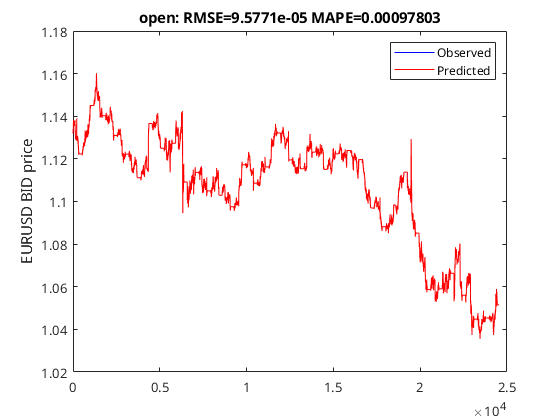 open: RMSE=9.5771e-05 MAPE=0.00097803
Observed
Predicted
EURUSD BID price
1.18
1.16
1.14
1.12
1.1
1.08
1.06
1.04
1.02
0 0.5 1 1.5 2 2.5
×10⁴